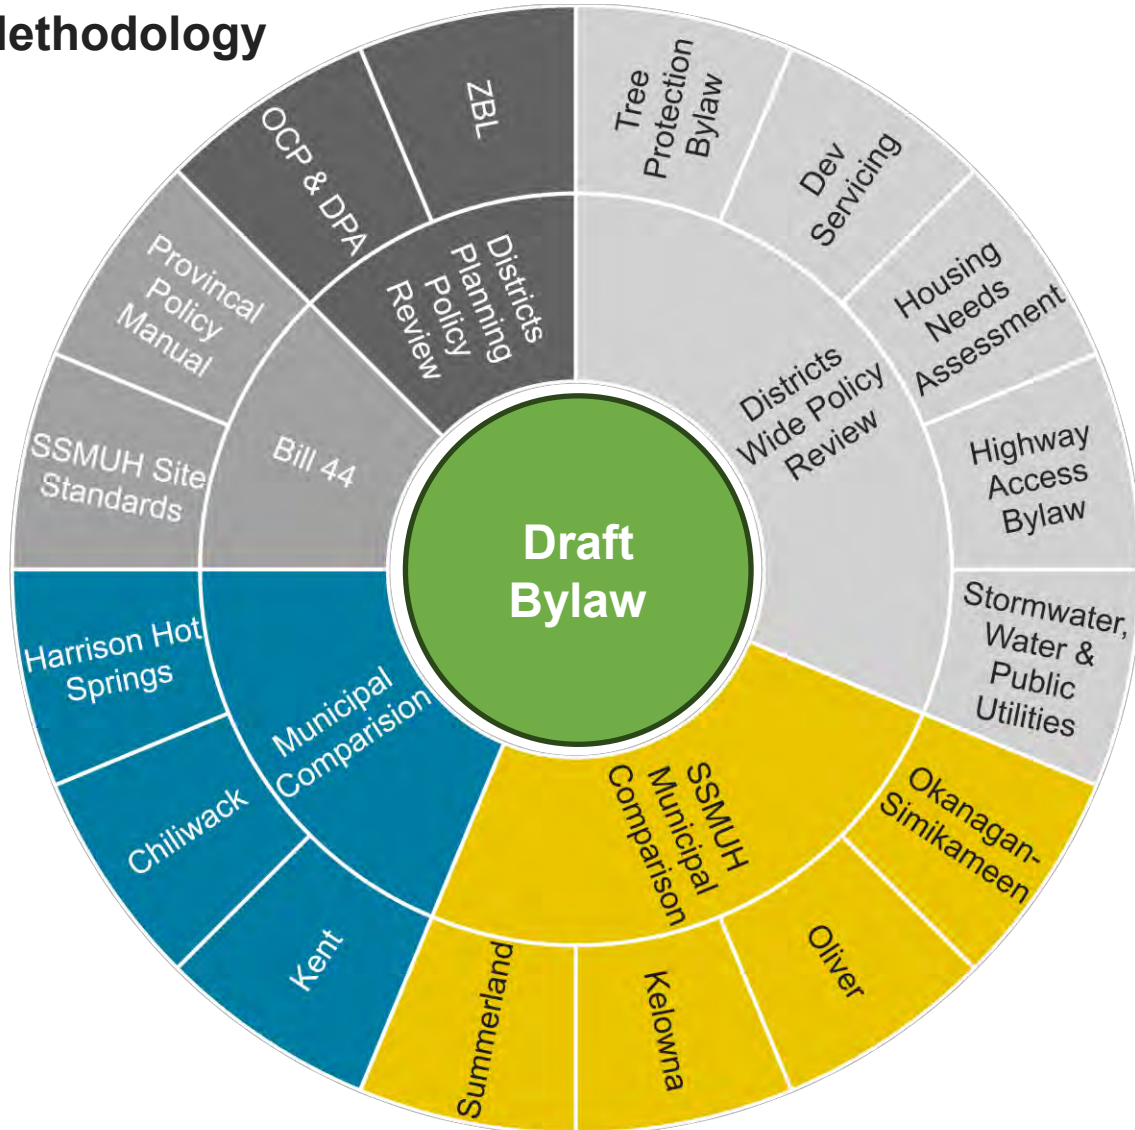 lethodology
ZBL
OCP & DPA
Districts
Planning
Policy
Review
Tree
Protection
Bylaw
Dev
Servicing
Housing
Needs
Assessment
Highway
Access
Bylaw
Stormwater,
Water &
Public
Utilities
Districts
Wide Policy
Review
Provincal
Policy
Manual
SSMUH Site
Standards
Bill 44
Draft
Bylaw
Harrison Hot
Springs
Chiliwack
Kent
Municipal
Comparision
SSMUH
Municipal
Comparison
Okanagan-
Simikameen
Oliver
Kelowna
Summerland